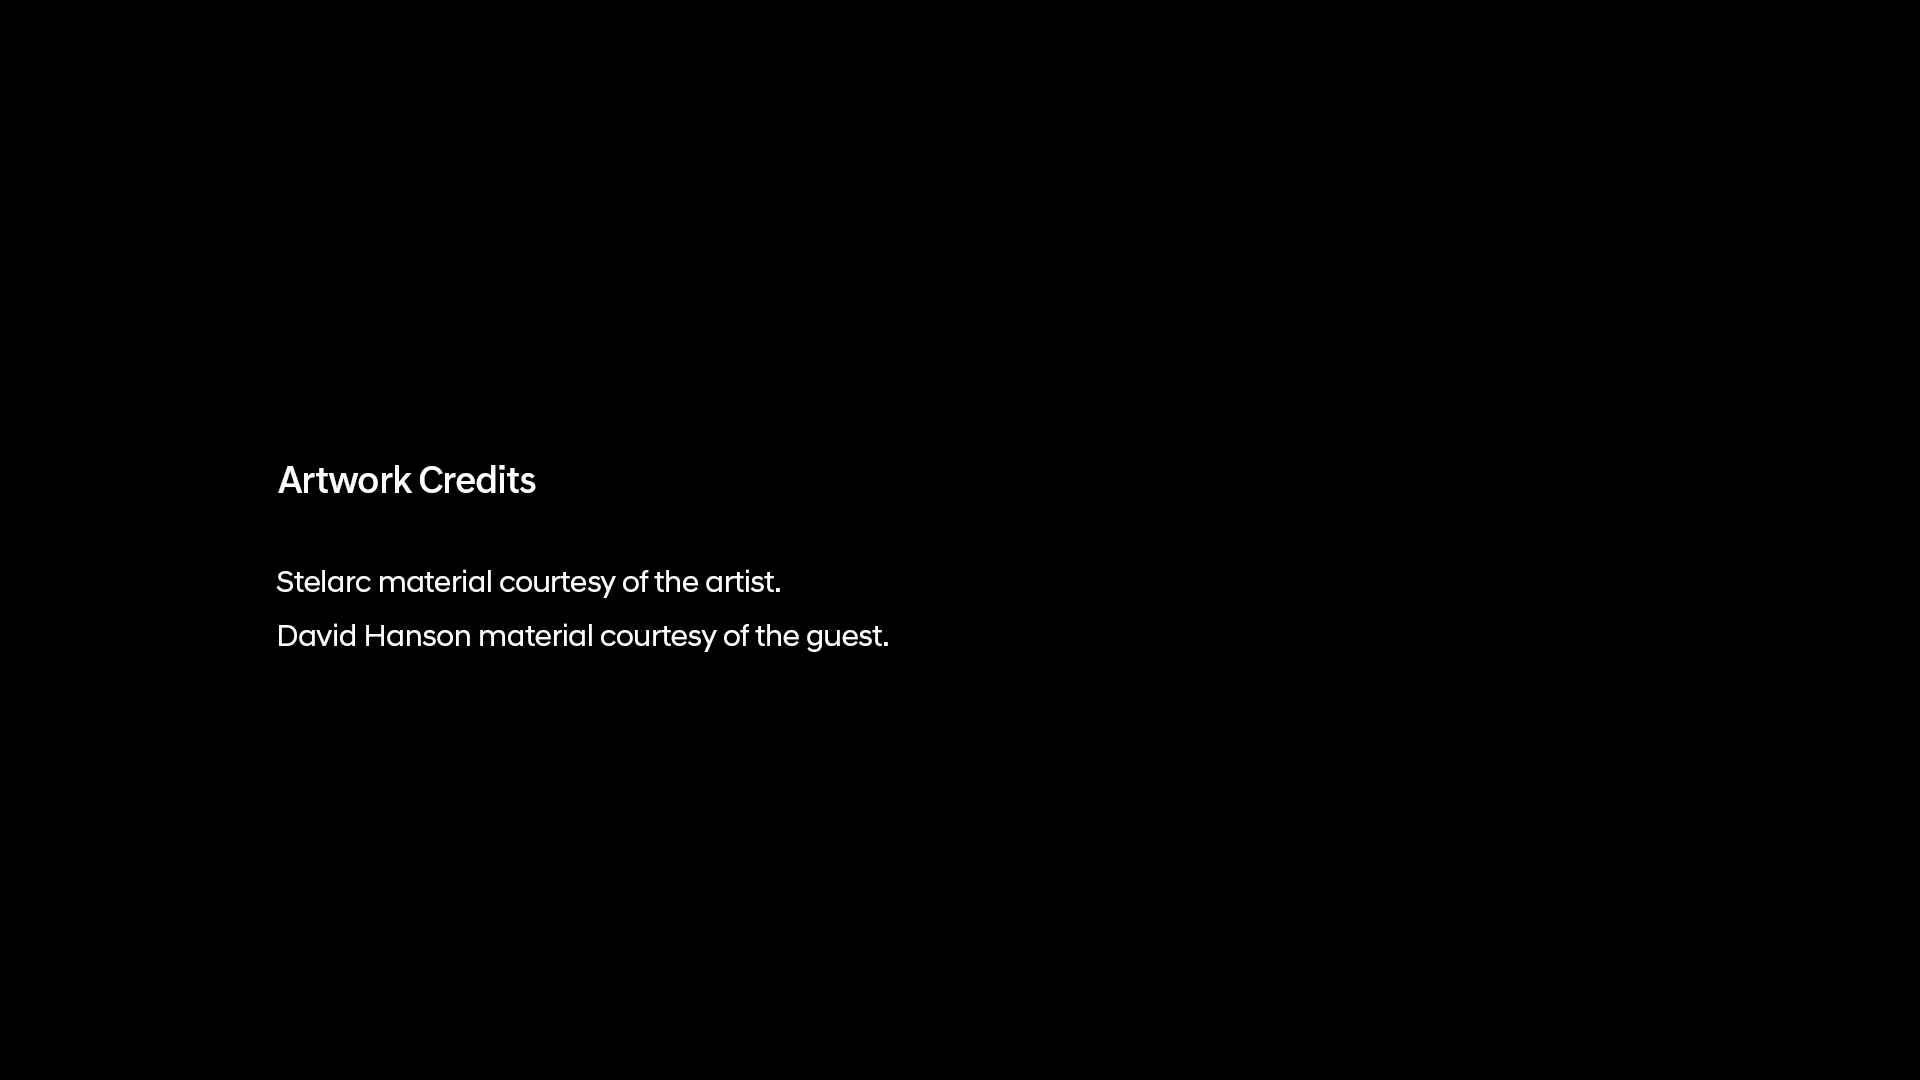 Artwork Credits
Stelarc material courtesy of the artist.
David Hanson material courtesy of the guest.